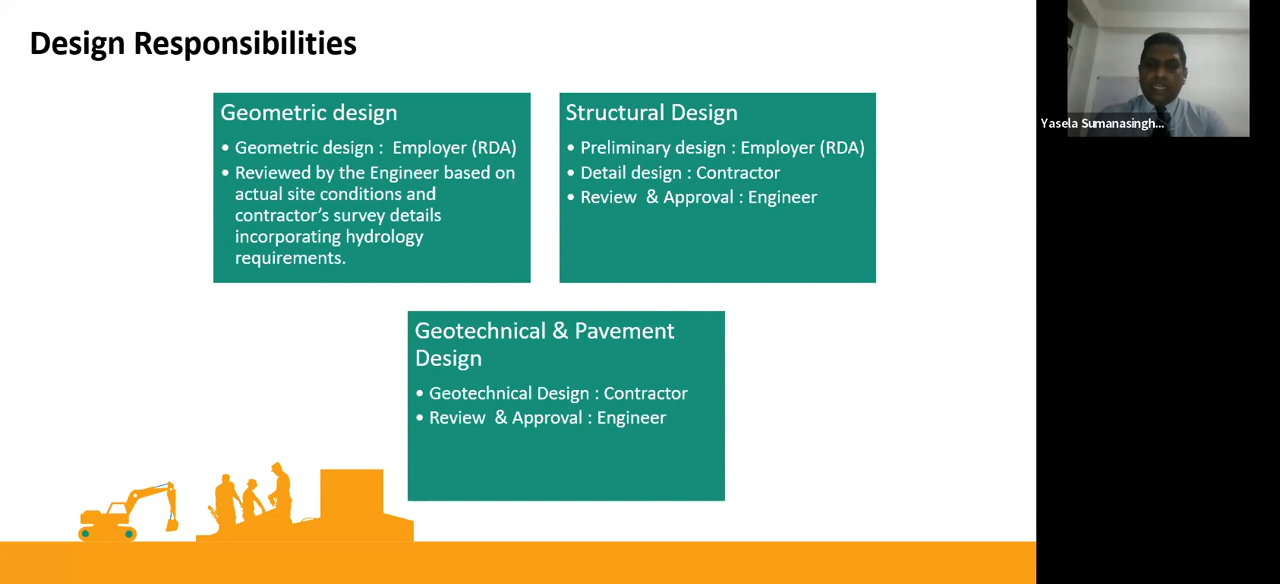 Design Responsibilities
Geometric design
• Geometric design : Employer (RDA)
• Reviewed by the Engineer based on
actual site conditions and
contractor's survey details
incorporating hydrology
requirements.
Structural Design
• Preliminary design : Employer (RDA)
• Detail design : Contractor
• Review & Approval : Engineer
Geotechnical & Pavement
Design
• Geotechnical Design : Contractor
• Review & Approval : Engineer
Yasela Sumanasingh...